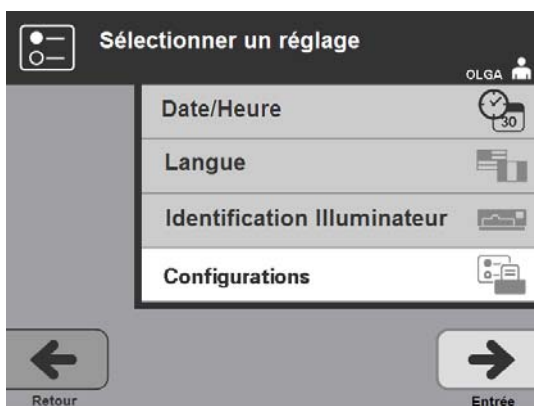 Sélectionner un réglage
OLGA
Date/Heure
30
Langue
Identification Illuminateur
Configurations
Retour
Entrée